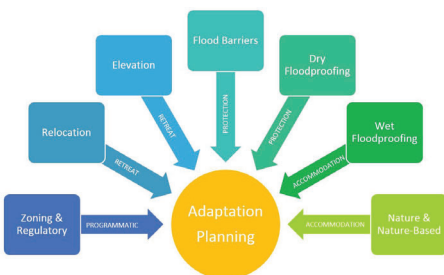 Flood Barriers
Elevation
Dry
Floodproofing
Relocation
Wet
Floodproofing
Zoning &
Regulatory
Nature &
Nature-Based
PROGRAMMATIC
RETREAT
RETREAT
PROTECTION
PROTECTION
ACCOMMODATION
ACCOMMODATION
Adaptation
Planning